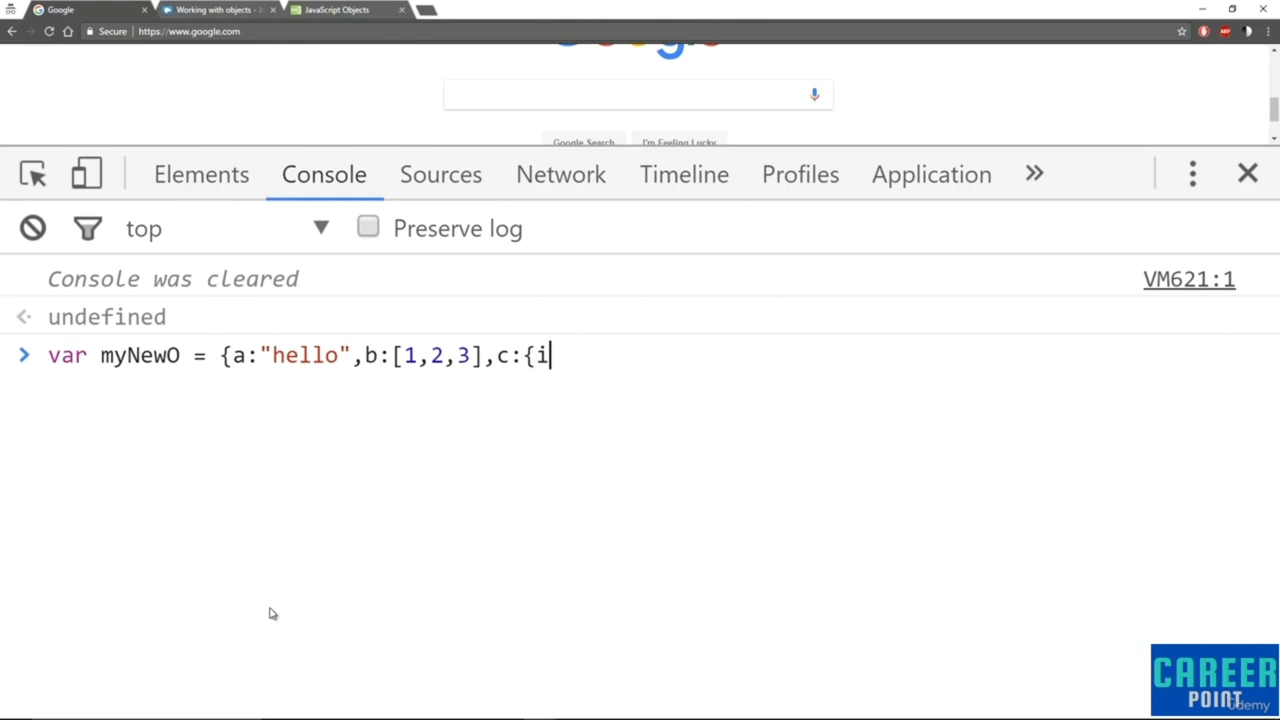 Google
Working with objects - J
JavaScript Objects
Secure
https://www.google.com
ABP
Google
Google Search
I'm Feeling Lucky
Elements
Console
Sources
Network
Timeline
Profiles
Application
top
Preserve log
Console was cleared
VM621:1
undefined
var myNewO = {a:"hello",b:[1,2,3],c:{i
CAREER
POINT
Udemy